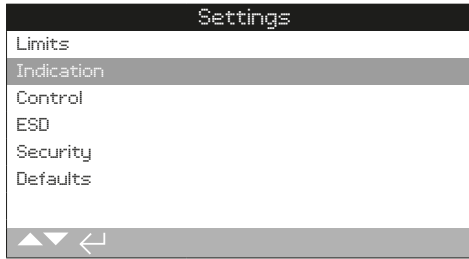 Settings
Limits
Indication
Control
ESD
Security
Defaults